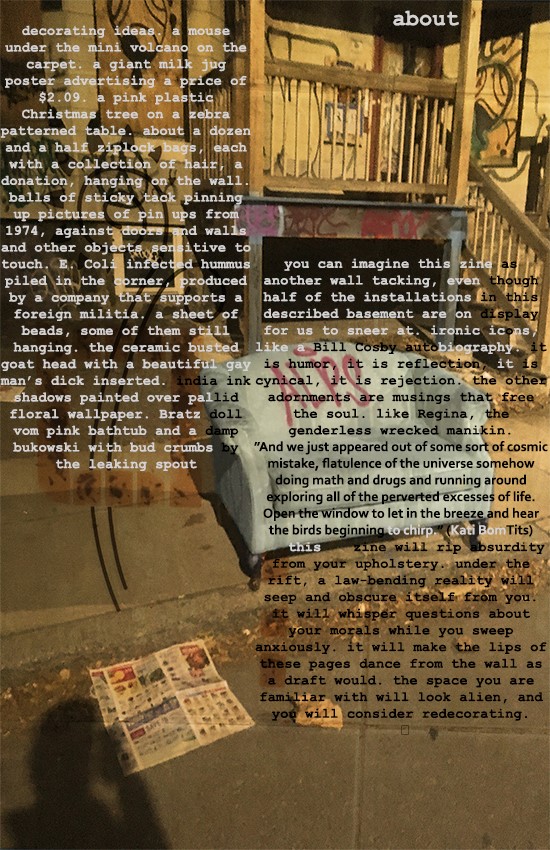 about
decorating ideas. a mouse
under the mini volcano on the
carpet. a giant milk jug
poster advertising a price of
$2.09. a pink plastic
Christmas tree on a zebra
patterned table. about a dozen
and a half ziplock bags, each
with a collection of hair, a
donation, hanging on the wall.
balls of sticky tack pinning
up pictures of pin ups from
1974, against doors and walls
and other objects sensitive to
touch. E. Coli infected hummus
piled in the corner, produced
by a company that supports a
foreign militia. a sheet of
beads, some of them still
hanging. the ceramic busted
goat head with a beautiful gay
man's dick inserted. india ink
shadows painted over pallid
floral wallpaper. Bratz doll
vom pink bathtub and a damp
bukowski with bud crumbs by
the leaking spout
you can imagine this zine as
another wall tacking, even though
half of the installations in this
described basement are on display
for us to sneer at. ironic icons,
like a Bill Cosby autobiography. it
is humor, it is reflection, it is
cynical, it is rejection. the other
adornments are musings that free
the soul. like Regina, the
genderless wrecked manikin.
"And we just appeared out of some sort of cosmic
mistake, flatulence of the universe somehow
doing math and drugs and running around
exploring all of the perverted excesses of life.
Open the window to let in the breeze and hear
the birds beginning to chirp." (Kati Bom Tits)
this zine will rip absurdity
from your upholstery. under the
rift, a law-bending reality will
seep and obscure itself from you.
it will whisper questions about
your morals while you sweep
anxiously. it will make the lips of
these pages dance from the wall as
a draft would. the space you are
familiar with will look alien, and
you will consider redecorating.